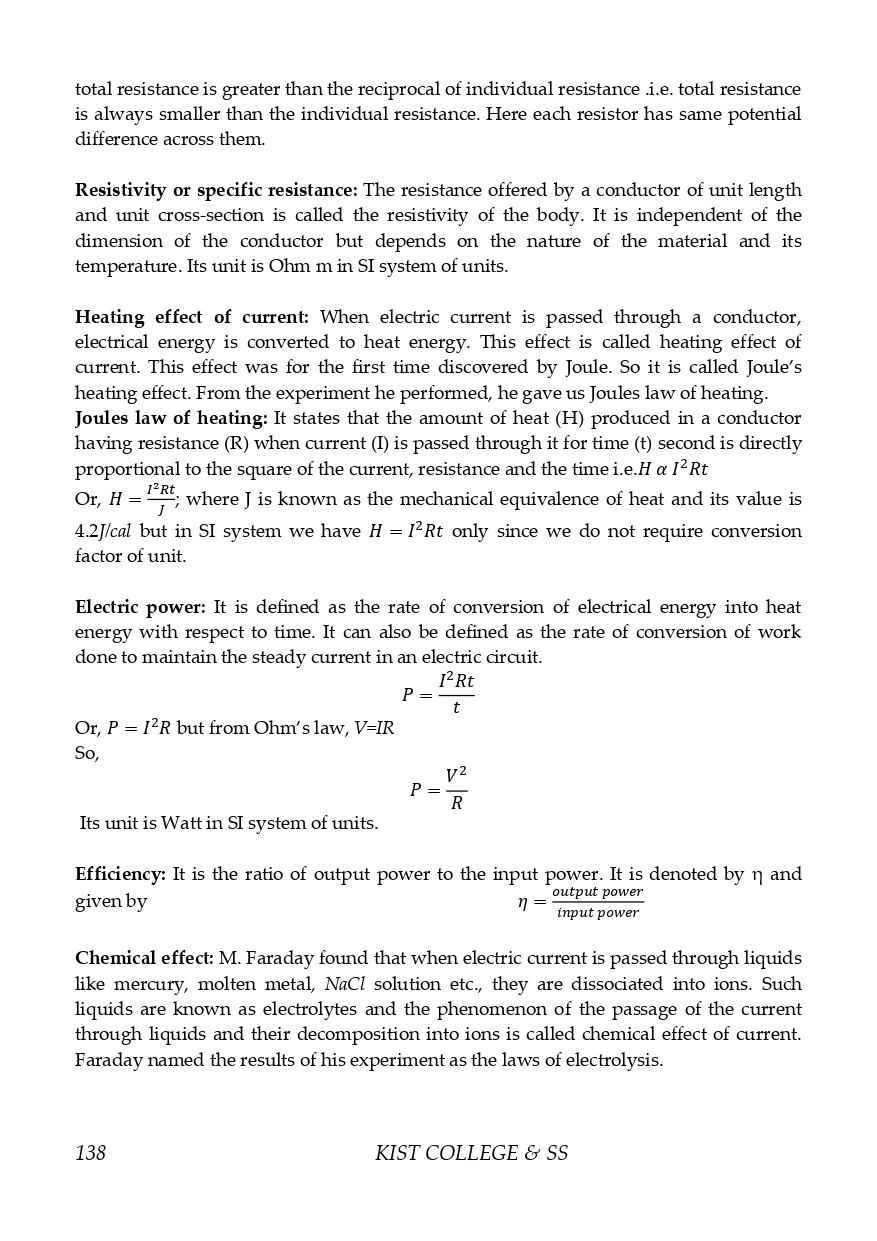 total resistance is greater than the reciprocal of individual resistance .i.e. total resistance
is always smaller than the individual resistance. Here each resistor has same potential
difference across them.
Resistivity or specific resistance: The resistance offered by a conductor of unit length
and unit cross-section is called the resistivity of the body. It is independent of the
dimension of the conductor but depends on the nature of the material and its
temperature. Its unit is Ohm m in SI system of units.
Heating effect of current: When electric current is passed through a conductor,
electrical energy is converted to heat energy. This effect is called heating effect of
current. This effect was for the first time discovered by Joule. So it is called Joule’s
heating effect. From the experiment he performed, he gave us Joules law of heating.
Joules law of heating: It states that the amount of heat (H) produced in a conductor
having resistance (R) when current (I) is passed through it for time (t) second is directly
proportional to the square of the current, resistance and the time i.e.H α I²Rt
Or, H = I²Rt/J; where J is known as the mechanical equivalence of heat and its value is
4.2J/cal but in SI system we have H = I²Rt only since we do not require conversion
factor of unit.
Electric power: It is defined as the rate of conversion of electrical energy into heat
energy with respect to time. It can also be defined as the rate of conversion of work
done to maintain the steady current in an electric circuit.
P = I²Rt/t
Or, P = I²R but from Ohm’s law, V=IR
So,
P = V²/R
Its unit is Watt in SI system of units.
Efficiency: It is the ratio of output power to the input power. It is denoted by η and
given by η = output power/input power
Chemical effect: M. Faraday found that when electric current is passed through liquids
like mercury, molten metal, NaCl solution etc., they are dissociated into ions. Such
liquids are known as electrolytes and the phenomenon of the passage of the current
through liquids and their decomposition into ions is called chemical effect of current.
Faraday named the results of his experiment as the laws of electrolysis.
138 KIST COLLEGE & SS